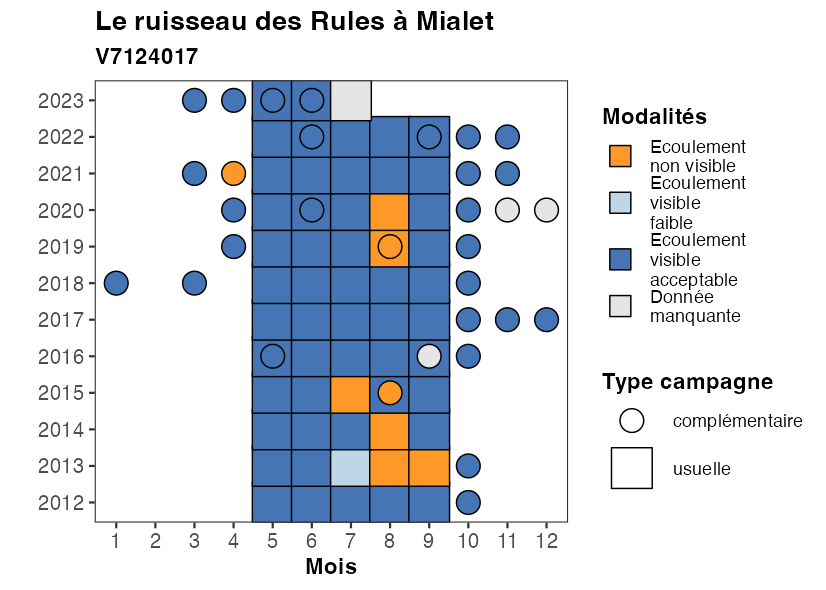 Le ruisseau des Rules à Mialet
V7124017
2023
2022
2021
2020
2019
2018
2017
2016
2015
2014
2013
2012
1 2 3 4 5 6 7 8 9 10 11 12
Mois
Modalités
Ecoulement
non visible
Ecoulement
visible
faible
Ecoulement
visible
acceptable
Donnée
manquante
Type campagne
complémentaire
usuelle